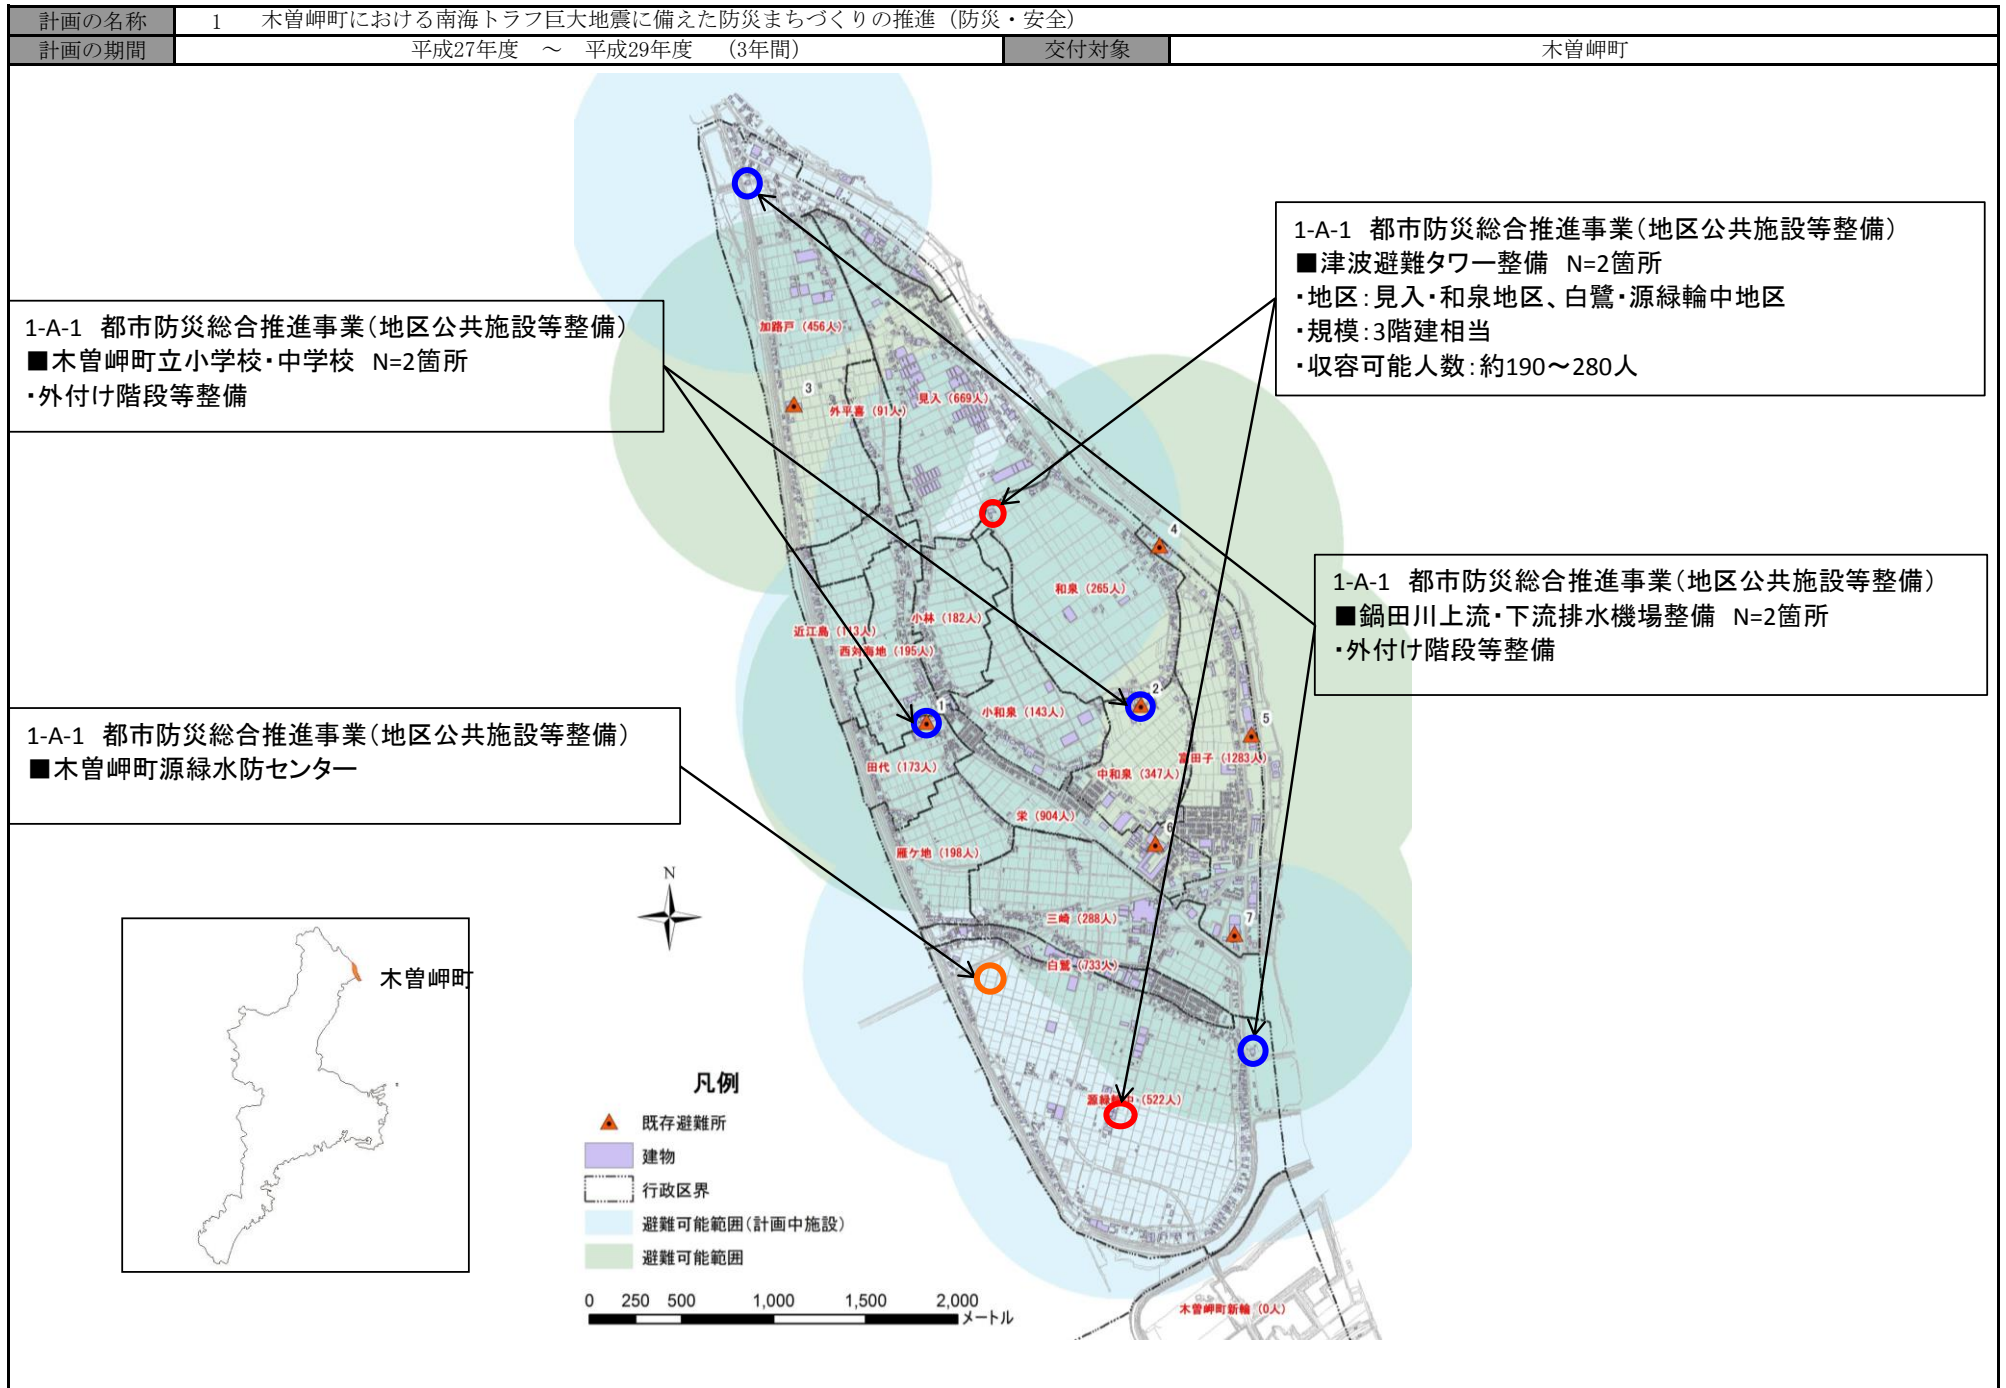 計画の名称 1 木曽岬町における南海トラフ巨大地震に備えた防災まちづくりの推進（防災・安全）
計画の期間 平成27年度 ～ 平成29年度 （3年間） 交付対象 木曽岬町
1-A-1 都市防災総合推進事業（地区公共施設等整備）
■津波避難タワー整備 N=2箇所
・地区：見入・和泉地区、白鷺・源緑輪中地区
・規模：3階建相当
・収容可能人数：約190～280人
1-A-1 都市防災総合推進事業（地区公共施設等整備）
■木曽岬町立小学校・中学校 N=2箇所
・外付け階段等整備
1-A-1 都市防災総合推進事業（地区公共施設等整備）
■鍋田川上流・下流排水機場整備 N=2箇所
・外付け階段等整備
1-A-1 都市防災総合推進事業（地区公共施設等整備）
■木曽岬町源緑水防センター
加路戸（456人）
3
外平喜（91人）
見入（669人）
4
和泉（265人）
小林（182人）
近江島（113人）
西対海地（195人）
2
1
小和泉（143人）
5
富田子（1283人）
中和泉（347人）
田代（173人）
栄（904人）
6
雁ケ地（198人）
三崎（288人）
7
白鷺（733人）
源緑輪中（522人）
木曽岬町新輪（0人）
N
木曽岬町
凡例
既存避難所
建物
行政区界
避難可能範囲（計画中施設）
避難可能範囲
0 250 500 1,000 1,500 2,000
メートル